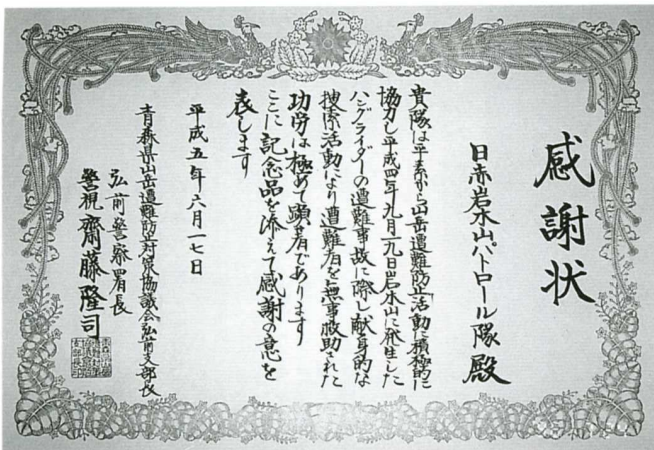 感謝状
日赤岩木山パトロール隊殿
貴隊は平素から山岳遭難防止活動に積極的に
協力し平成四年九月二九日岩木山に発生した
ハングライダーの遭難事故に際し献身的な
捜索活動により遭難者を無事救助された
功労は極めて顕著であります
ここに記念品を添えて感謝の意を
表します
平成五年六月一七日
青森県山岳遭難防止対策協議会弘前支部長
弘前警察署長
警視 齋藤隆司